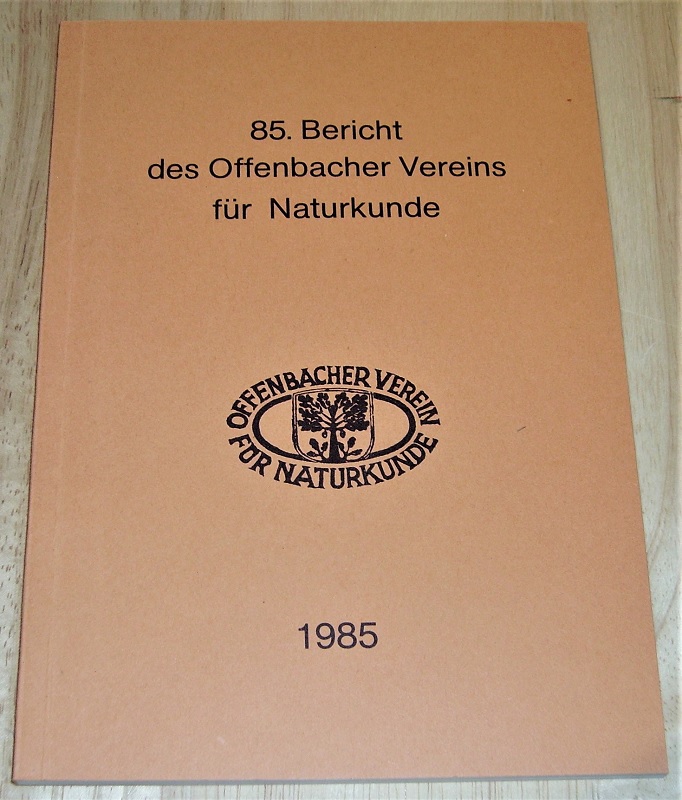 85. Bericht
des Offenbacher Vereins
für Naturkunde
OFFENBACHER VEREIN
FÜR NATURKUNDE
1985